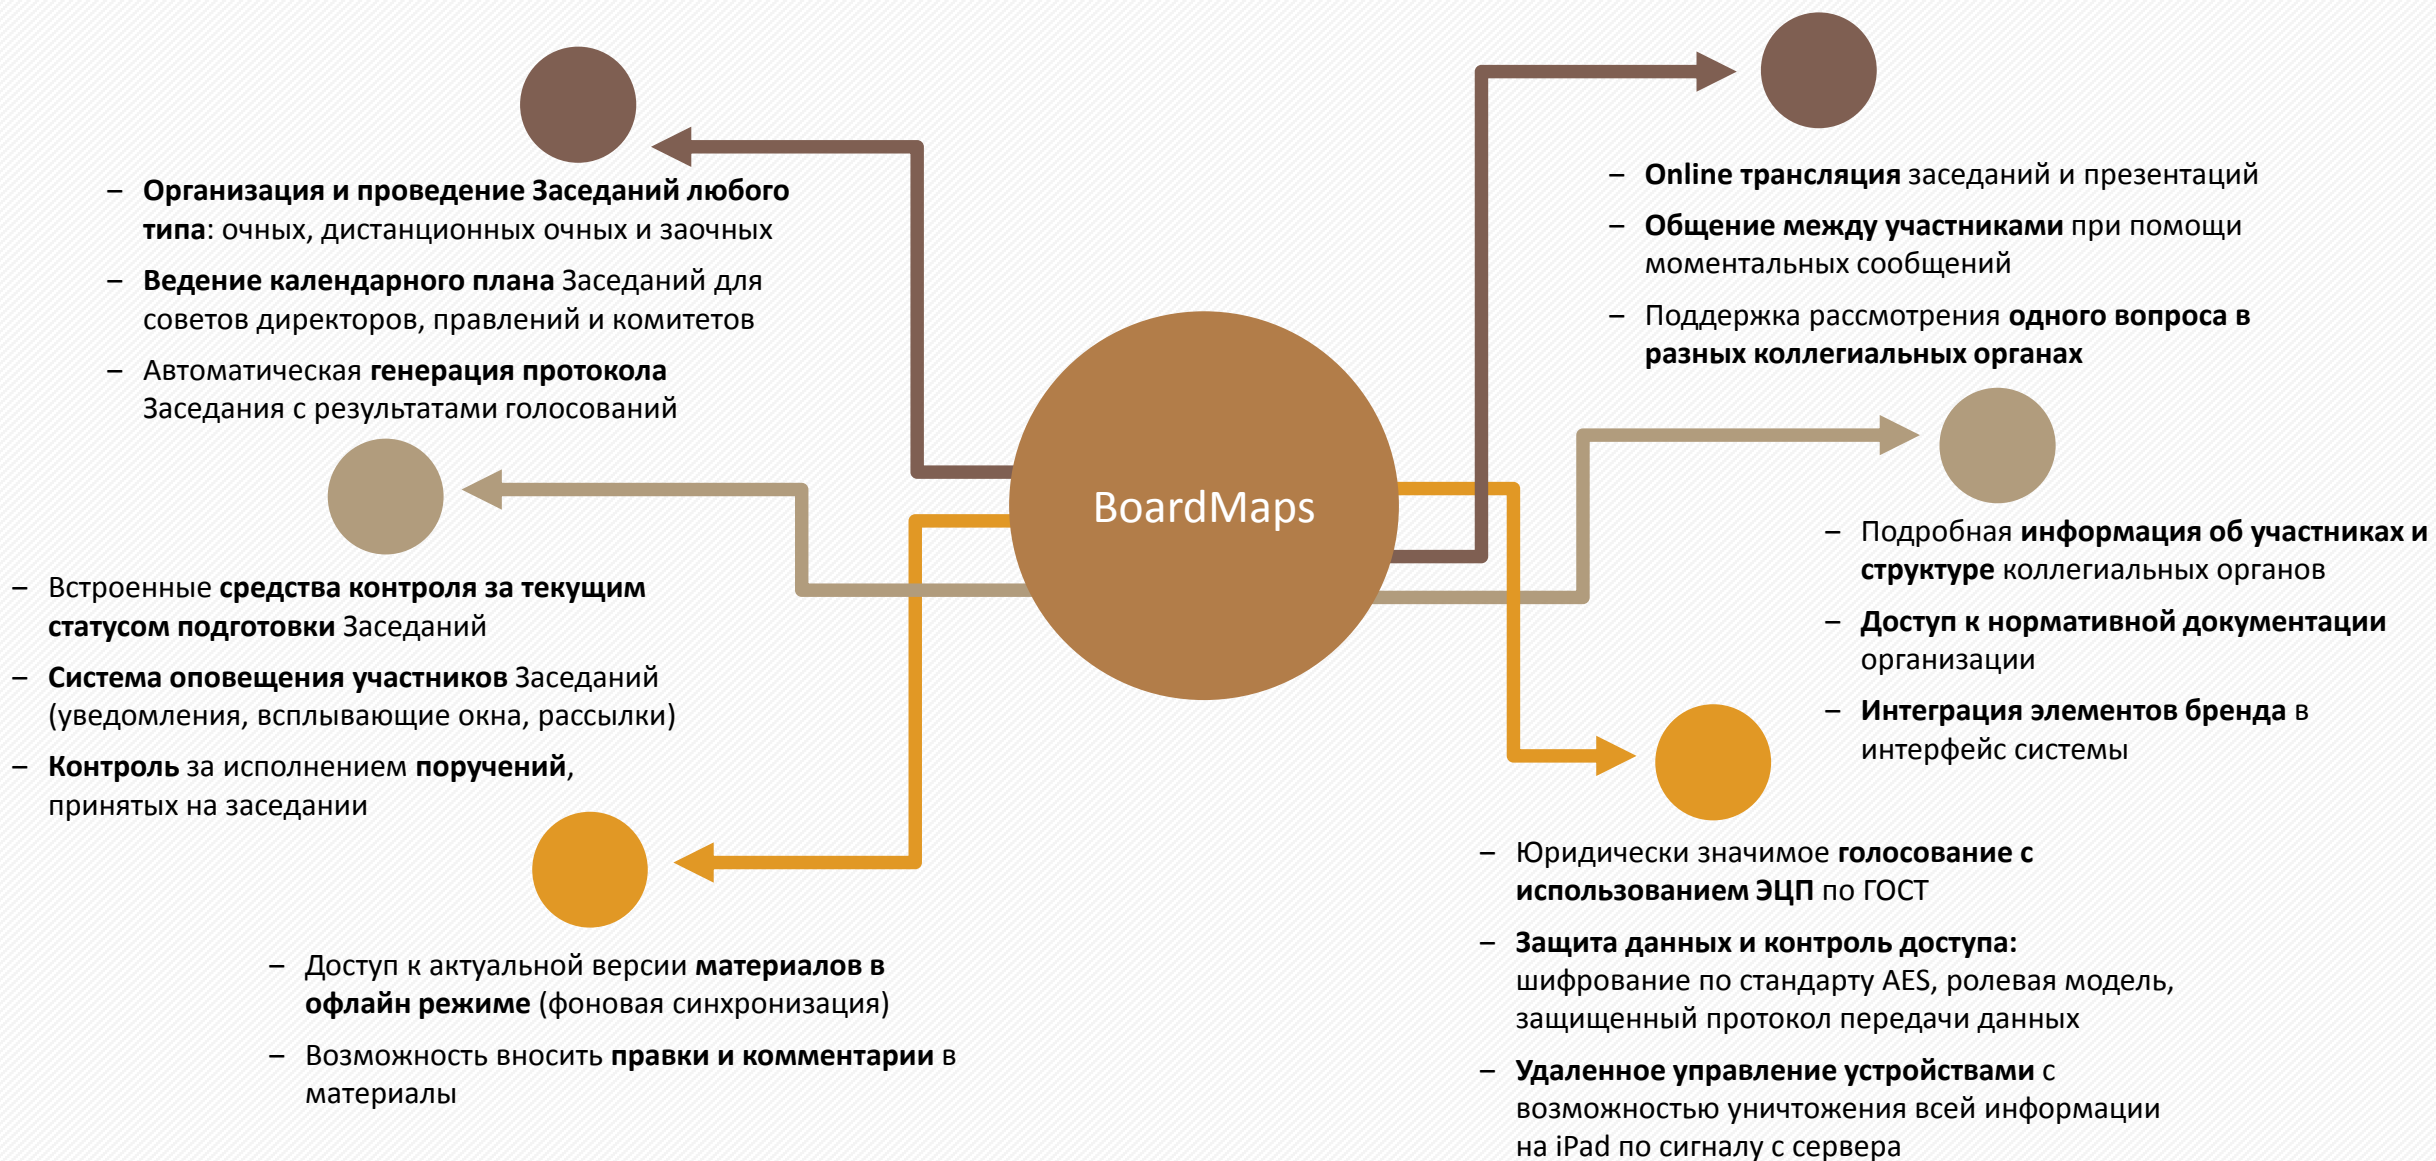 – Организация и проведение Заседаний любого
типа: очных, дистанционных очных и заочных
– Ведение календарного плана Заседаний для
советов директоров, правлений и комитетов
– Автоматическая генерация протокола
Заседания с результатами голосований
– Встроенные средства контроля за текущим
статусом подготовки Заседаний
– Система оповещения участников Заседаний
(уведомления, всплывающие окна, рассылки)
– Контроль за исполнением поручений,
принятых на заседании
– Доступ к актуальной версии материалов в
офлайн режиме (фоновая синхронизация)
– Возможность вносить правки и комментарии в
материалы
BoardMaps
– Online трансляция заседаний и презентаций
– Общение между участниками при помощи
моментальных сообщений
– Поддержка рассмотрения одного вопроса в
разных коллегиальных органах
– Подробная информация об участниках и
структуре коллегиальных органов
– Доступ к нормативной документации
организации
– Интеграция элементов бренда в
интерфейс системы
– Юридически значимое голосование с
использованием ЭЦП по ГОСТ
– Защита данных и контроль доступа:
шифрование по стандарту AES, ролевая модель,
защищенный протокол передачи данных
– Удаленное управление устройствами с
возможностью уничтожения всей информации
на iPad по сигналу с сервера